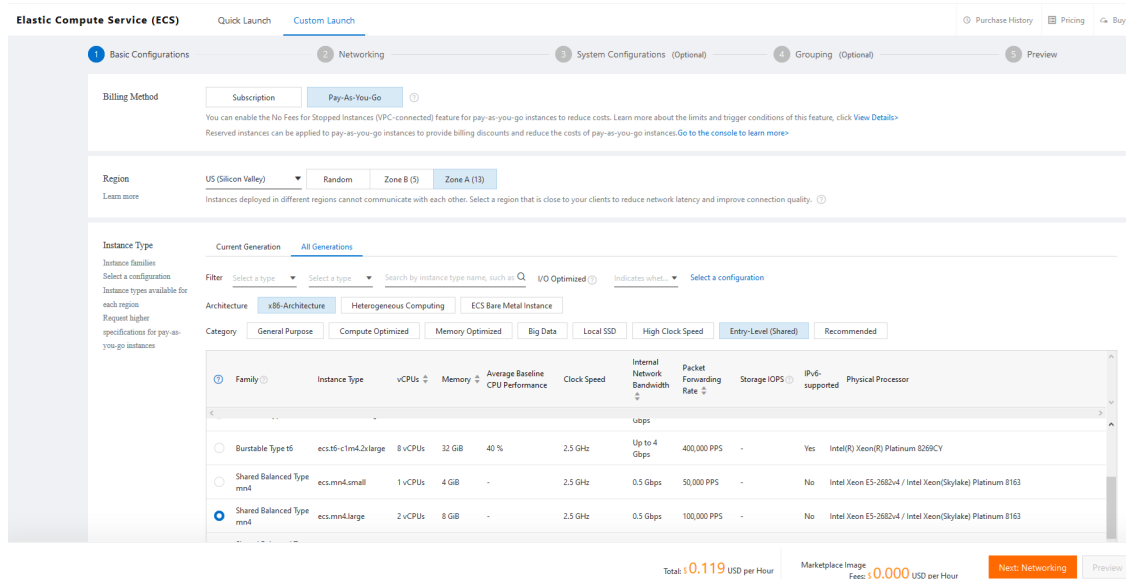 Elastic Compute Service (ECS) Quick Launch Custom Launch Purchase History Pricing Buy
1 Basic Configurations 2 Networking 3 System Configurations (Optional) 4 Grouping (Optional) 5 Preview
Billing Method Subscription Pay-As-You-Go
You can enable the No Fees for Stopped Instances (VPC-connected) feature for pay-as-you-go instances to reduce costs. Learn more about the limits and trigger conditions of this feature, click View Details>
Reserved instances can be applied to pay-as-you-go instances to provide billing discounts and reduce the costs of pay-as-you-go instances.Go to the console to learn more>
Region US (Silicon Valley) Random Zone B (5) Zone A (13)
Learn more Instances deployed in different regions cannot communicate with each other. Select a region that is close to your clients to reduce network latency and improve connection quality.
Instance Type Current Generation All Generations
Instance families
Select a configuration
Instance types available for
each region
Request higher
specifications for pay-as-
you-go instances
Filter Select a type Select a type Search by instance type name, such as I/O Optimized Indicates whet... Select a configuration
Architecture x86-Architecture Heterogeneous Computing ECS Bare Metal Instance
Category General Purpose Compute Optimized Memory Optimized Big Data Local SSD High Clock Speed Entry-Level (Shared) Recommended
Family Instance Type vCPUs Memory Average Baseline CPU Performance Clock Speed Internal Network Bandwidth Packet Forwarding Rate Storage IOPS IPv6-supported Physical Processor
Gbps
Burstable Type t6 ecs.t6-c1m4.2xlarge 8 vCPUs 32 GiB 40 % 2.5 GHz Up to 4 Gbps 400,000 PPS - Yes Intel(R) Xeon(R) Platinum 8269CY
Shared Balanced Type mn4 ecs.mn4.small 1 vCPUs 4 GiB - 2.5 GHz 0.5 Gbps 50,000 PPS - No Intel Xeon E5-2682v4 / Intel Xeon(Skylake) Platinum 8163
Shared Balanced Type mn4 ecs.mn4.large 2 vCPUs 8 GiB - 2.5 GHz 0.5 Gbps 100,000 PPS - No Intel Xeon E5-2682v4 / Intel Xeon(Skylake) Platinum 8163
Total: $ 0.119 USD per Hour Marketplace Image Fees: $ 0.000 USD per Hour Next: Networking Preview